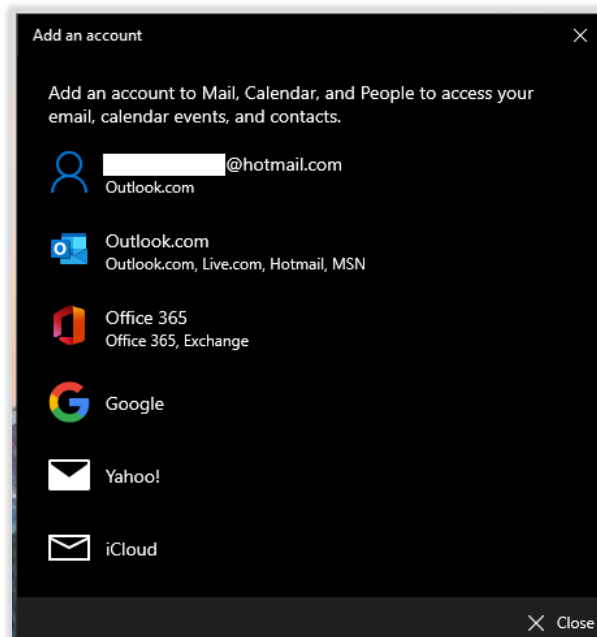 Add an account
Add an account to Mail, Calendar, and People to access your
email, calendar events, and contacts.
@hotmail.com
Outlook.com
Outlook.com
Outlook.com, Live.com, Hotmail, MSN
Office 365
Office 365, Exchange
Google
Yahoo!
iCloud
Close